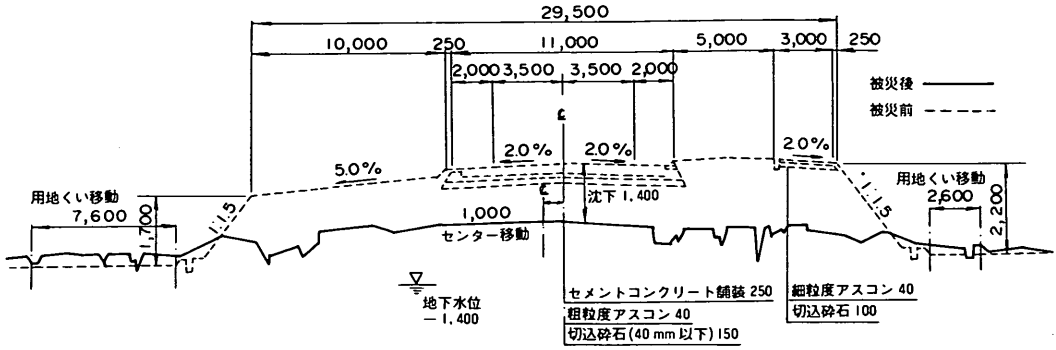 29,500
10,000 250 11,000 5,000 3,000 250
2,000 3,500 3,500 2,000
被災後
被災前
℄
2.0% 2.0% 2.0%
5.0%
℄
沈下 1,400
用地くい移動
7,600
1:1.5
1,700
1,000
センター移動
1:1.5
用地くい移動
2,600
2,200
地下水位
−1,400
セメントコンクリート舗装 250
粗粒度アスコン 40
切込砕石(40 mm 以下) 150
細粒度アスコン 40
切込砕石 100